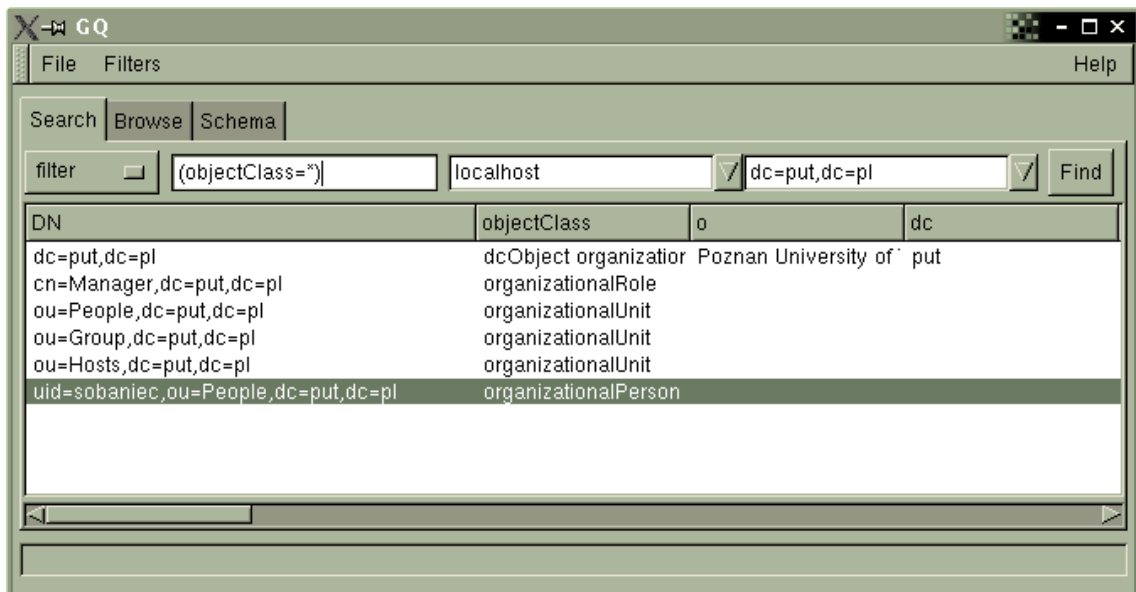 GQ
File Filters Help
Search Browse Schema
filter (objectClass=*) localhost dc=put,dc=pl Find
DN objectClass o dc
dc=put,dc=pl dcObject organization Poznan University of put
cn=Manager,dc=put,dc=pl organizationalRole
ou=People,dc=put,dc=pl organizationalUnit
ou=Group,dc=put,dc=pl organizationalUnit
ou=Hosts,dc=put,dc=pl organizationalUnit
uid=sobaniec,ou=People,dc=put,dc=pl organizationalPerson